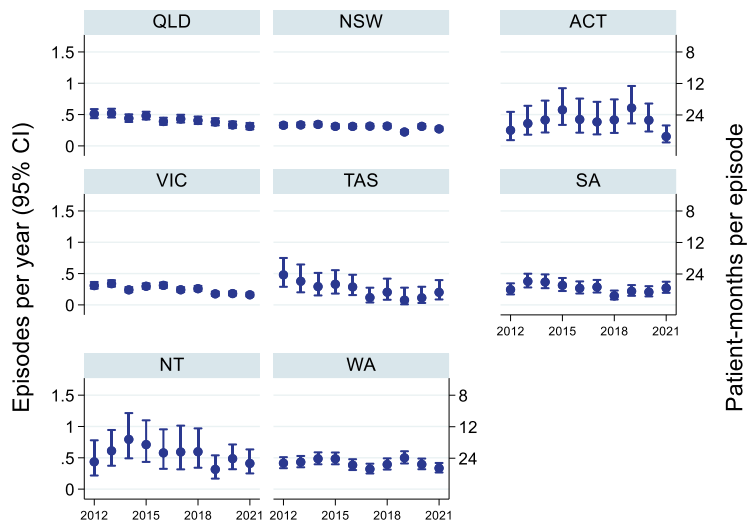 QLD NSW ACT
1.5 8
1 12
.5 24
0
VIC TAS SA
1.5 8
1 12
.5 24
0
2012 2015 2018 2021
NT WA
1.5 8
1 12
.5 24
0
2012 2015 2018 2021 2012 2015 2018 2021
Episodes per year (95% CI)
Patient-months per episode